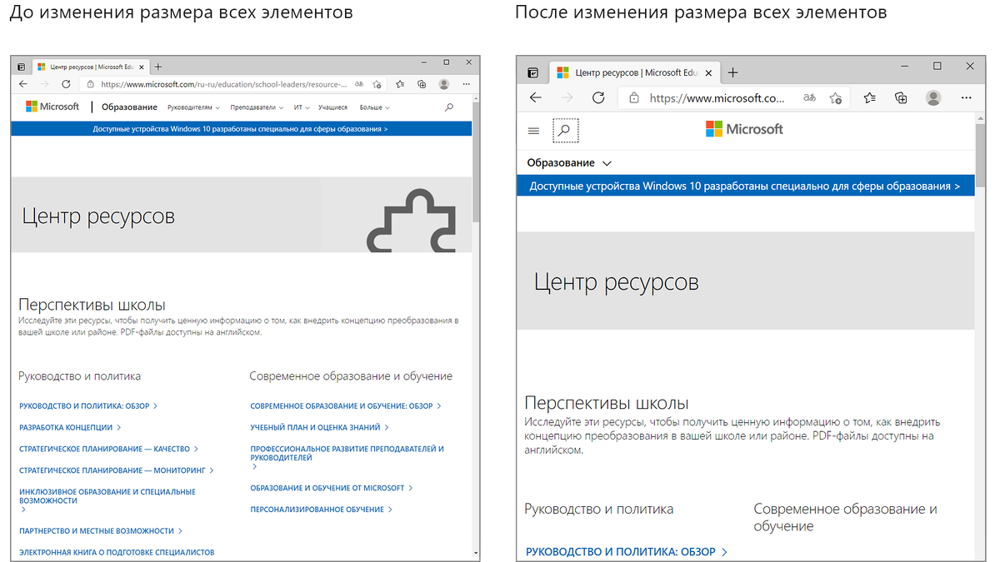 До изменения размера всех элементов
Центр ресурсов | Microsoft Edu
https://www.microsoft.com/ru-ru/education/school-leaders/resource-...
Microsoft
Образование
Руководителям
Преподаватели
ИТ
Учащиеся
Больше
Доступные устройства Windows 10 разработаны специально для сферы образования >
Центр ресурсов
Перспективы школы
Исследуйте эти ресурсы, чтобы получить ценную информацию о том, как внедрить концепцию преобразования в
вашей школе или районе. PDF-файлы доступны на английском.
Руководство и политика
РУКОВОДСТВО И ПОЛИТИКА: ОБЗОР >
РАЗРАБОТКА КОНЦЕПЦИИ >
СТРАТЕГИЧЕСКОЕ ПЛАНИРОВАНИЕ — КАЧЕСТВО >
СТРАТЕГИЧЕСКОЕ ПЛАНИРОВАНИЕ — МОНИТОРИНГ >
ИНКЛЮЗИВНОЕ ОБРАЗОВАНИЕ И СПЕЦИАЛЬНЫЕ
ВОЗМОЖНОСТИ
>
ПАРТНЕРСТВО И МЕСТНЫЕ ВОЗМОЖНОСТИ >
ЭЛЕКТРОННАЯ КНИГА О ПОДГОТОВКЕ СПЕЦИАЛИСТОВ
Современное образование и обучение
СОВРЕМЕННОЕ ОБРАЗОВАНИЕ И ОБУЧЕНИЕ: ОБЗОР >
УЧЕБНЫЙ ПЛАН И ОЦЕНКА ЗНАНИЙ >
ПРОФЕССИОНАЛЬНОЕ РАЗВИТИЕ ПРЕПОДАВАТЕЛЕЙ И
РУКОВОДИТЕЛЕЙ
>
ОБРАЗОВАНИЕ И ОБУЧЕНИЕ ОТ MICROSOFT >
ПЕРСОНАЛИЗИРОВАННОЕ ОБУЧЕНИЕ >
После изменения размера всех элементов
Центр ресурсов | Microsoft Edu
https://www.microsoft.co...
Microsoft
Образование
Доступные устройства Windows 10 разработаны специально для сферы образования >
Центр ресурсов
Перспективы школы
Исследуйте эти ресурсы, чтобы получить ценную информацию о том, как внедрить
концепцию преобразования в вашей школе или районе. PDF-файлы доступны на
английском.
Руководство и политика
РУКОВОДСТВО И ПОЛИТИКА: ОБЗОР >
Современное образование и
обучение